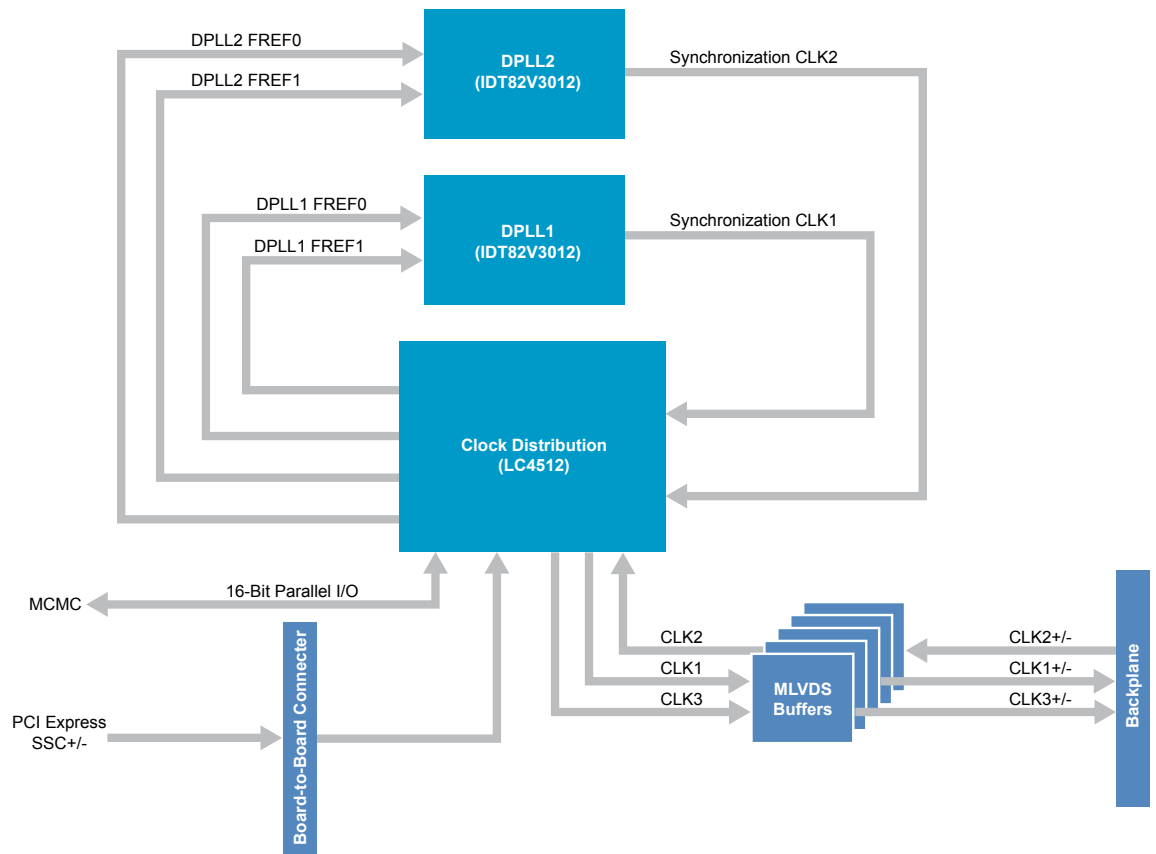 DPLL2 FREF0
DPLL2 FREF1
DPLL2
(IDT82V3012)
Synchronization CLK2
DPLL1 FREF0
DPLL1 FREF1
DPLL1
(IDT82V3012)
Synchronization CLK1
Clock Distribution
(LC4512)
MCMC
16-Bit Parallel I/O
PCI Express
SSC+/-
Board-to-Board Connecter
CLK2
CLK1
CLK3
MLVDS
Buffers
CLK2+/-
CLK1+/-
CLK3+/-
Backplane